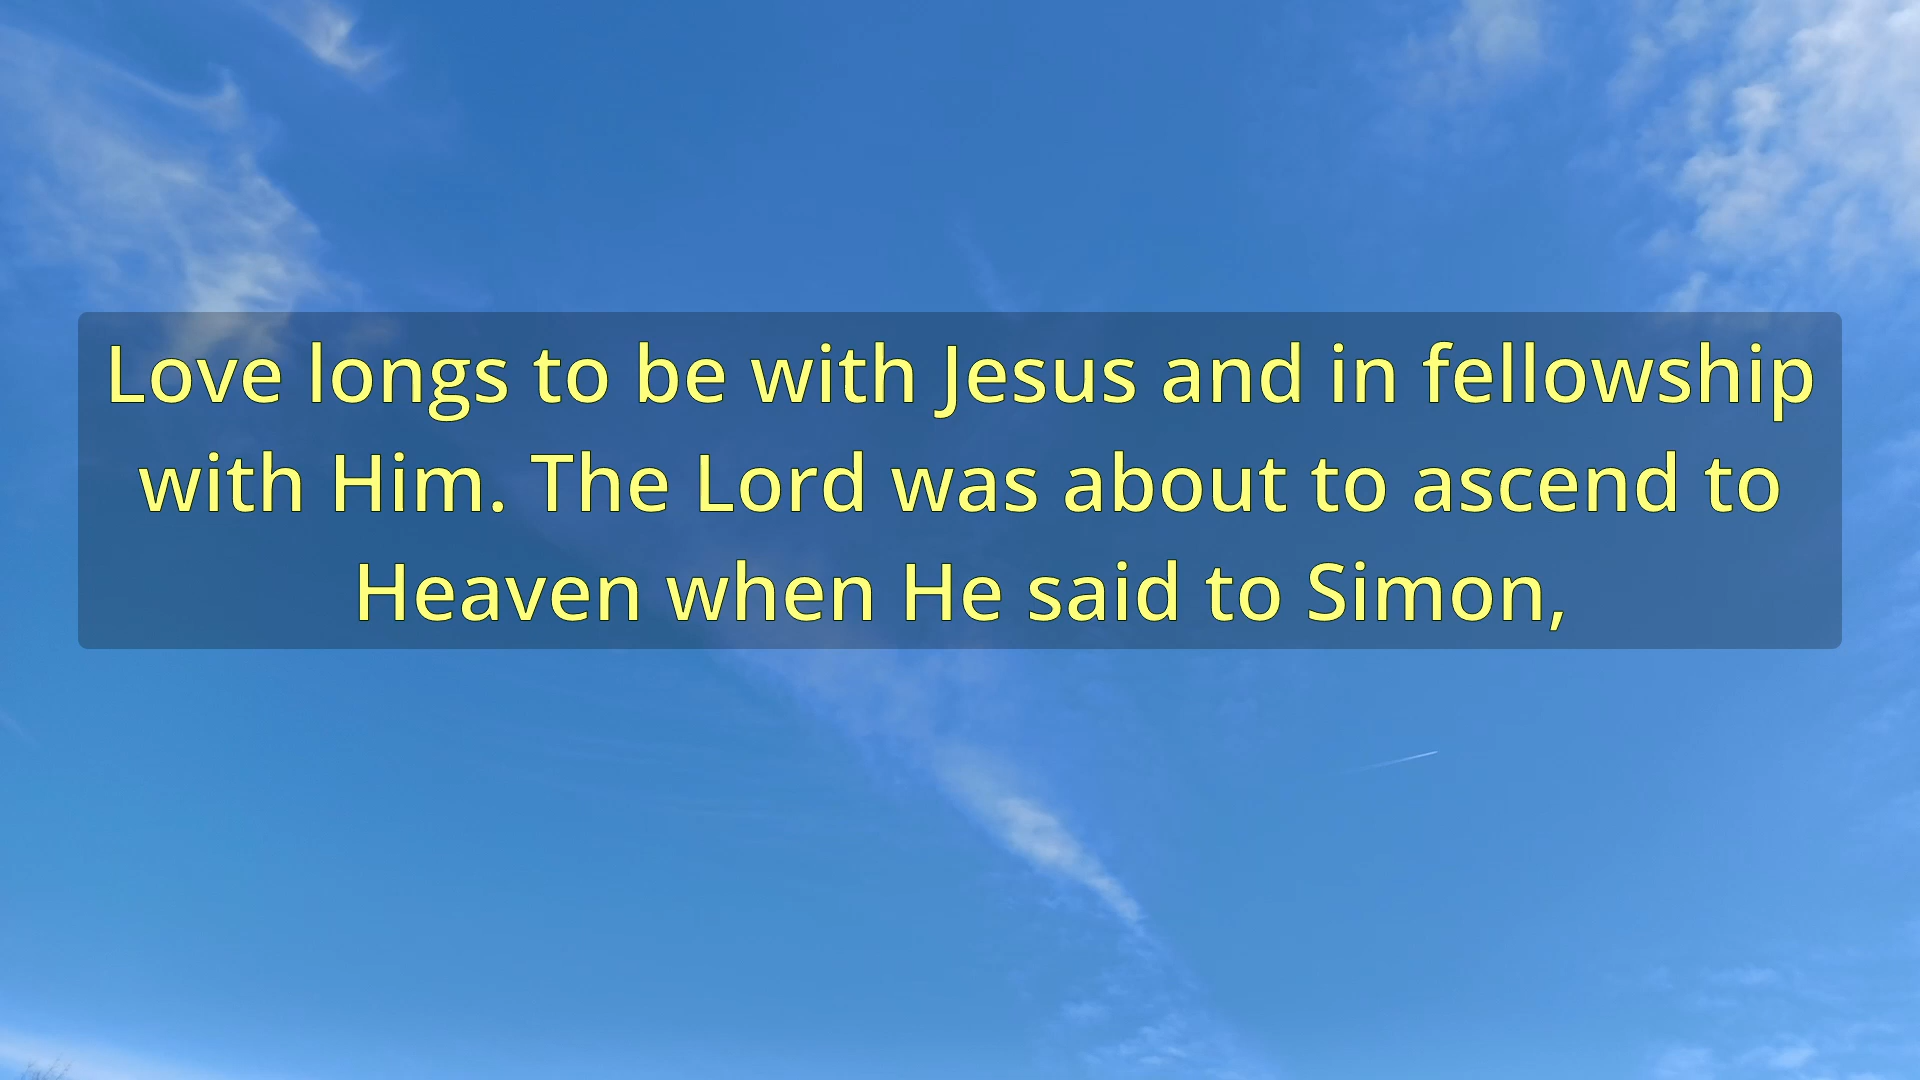 Love longs to be with Jesus and in fellowship
with Him. The Lord was about to ascend to
Heaven when He said to Simon,